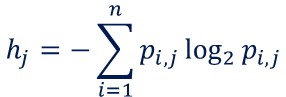 h_j = − ∑_{i=1}^{n} p_{i,j} log_2 p_{i,j}